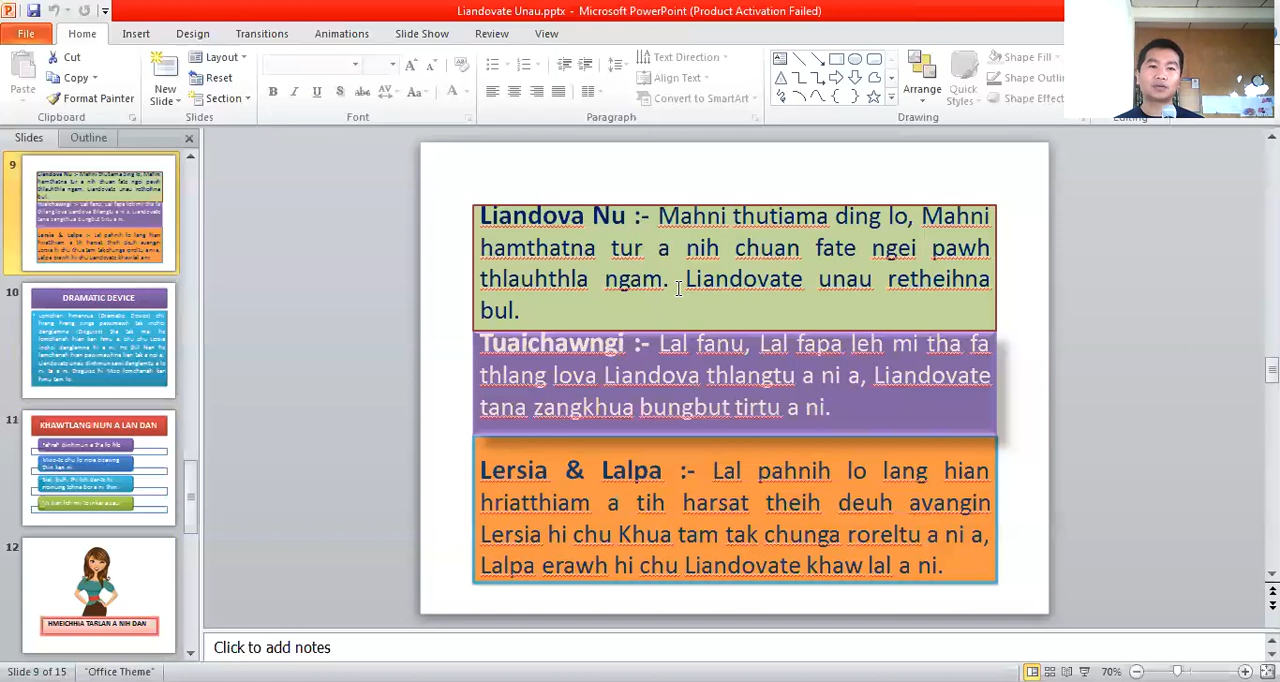 Liandovate Unau.pptx - Microsoft PowerPoint (Product Activation Failed)
File Home Insert Design Transitions Animations Slide Show Review View
Paste
Cut
Copy
Format Painter
Clipboard
New Slide
Layout
Reset
Section
Slides
Font
Text Direction
Align Text
Convert to SmartArt
Paragraph
Arrange
Quick Styles
Shape Fill
Shape Outli
Shape Effect
Drawing
Editing
Slides Outline
9
10
DRAMATIC DEVICE
11
KHAWTLANG NUN A LAN DAN
12
HMEICHHIA TARLAN A NIH DAN
Liandova Nu :- Mahni thutiama ding lo, Mahni
hamthatna tur a nih chuan fate ngei pawh
thlauhthla ngam. Liandovate unau retheihna
bul.
Tuaichawngi :- Lal fanu, Lal fapa leh mi tha fa
thlang lova Liandova thlangtu a ni a, Liandovate
tana zangkhua bungbut tirtu a ni.
Lersia & Lalpa :- Lal pahnih lo lang hian
hriatthiam a tih harsat theih deuh avangin
Lersia hi chu Khua tam tak chunga roreltu a ni a,
Lalpa erawh hi chu Liandovate khaw lal a ni.
Click to add notes
Slide 9 of 15 "Office Theme" 70%